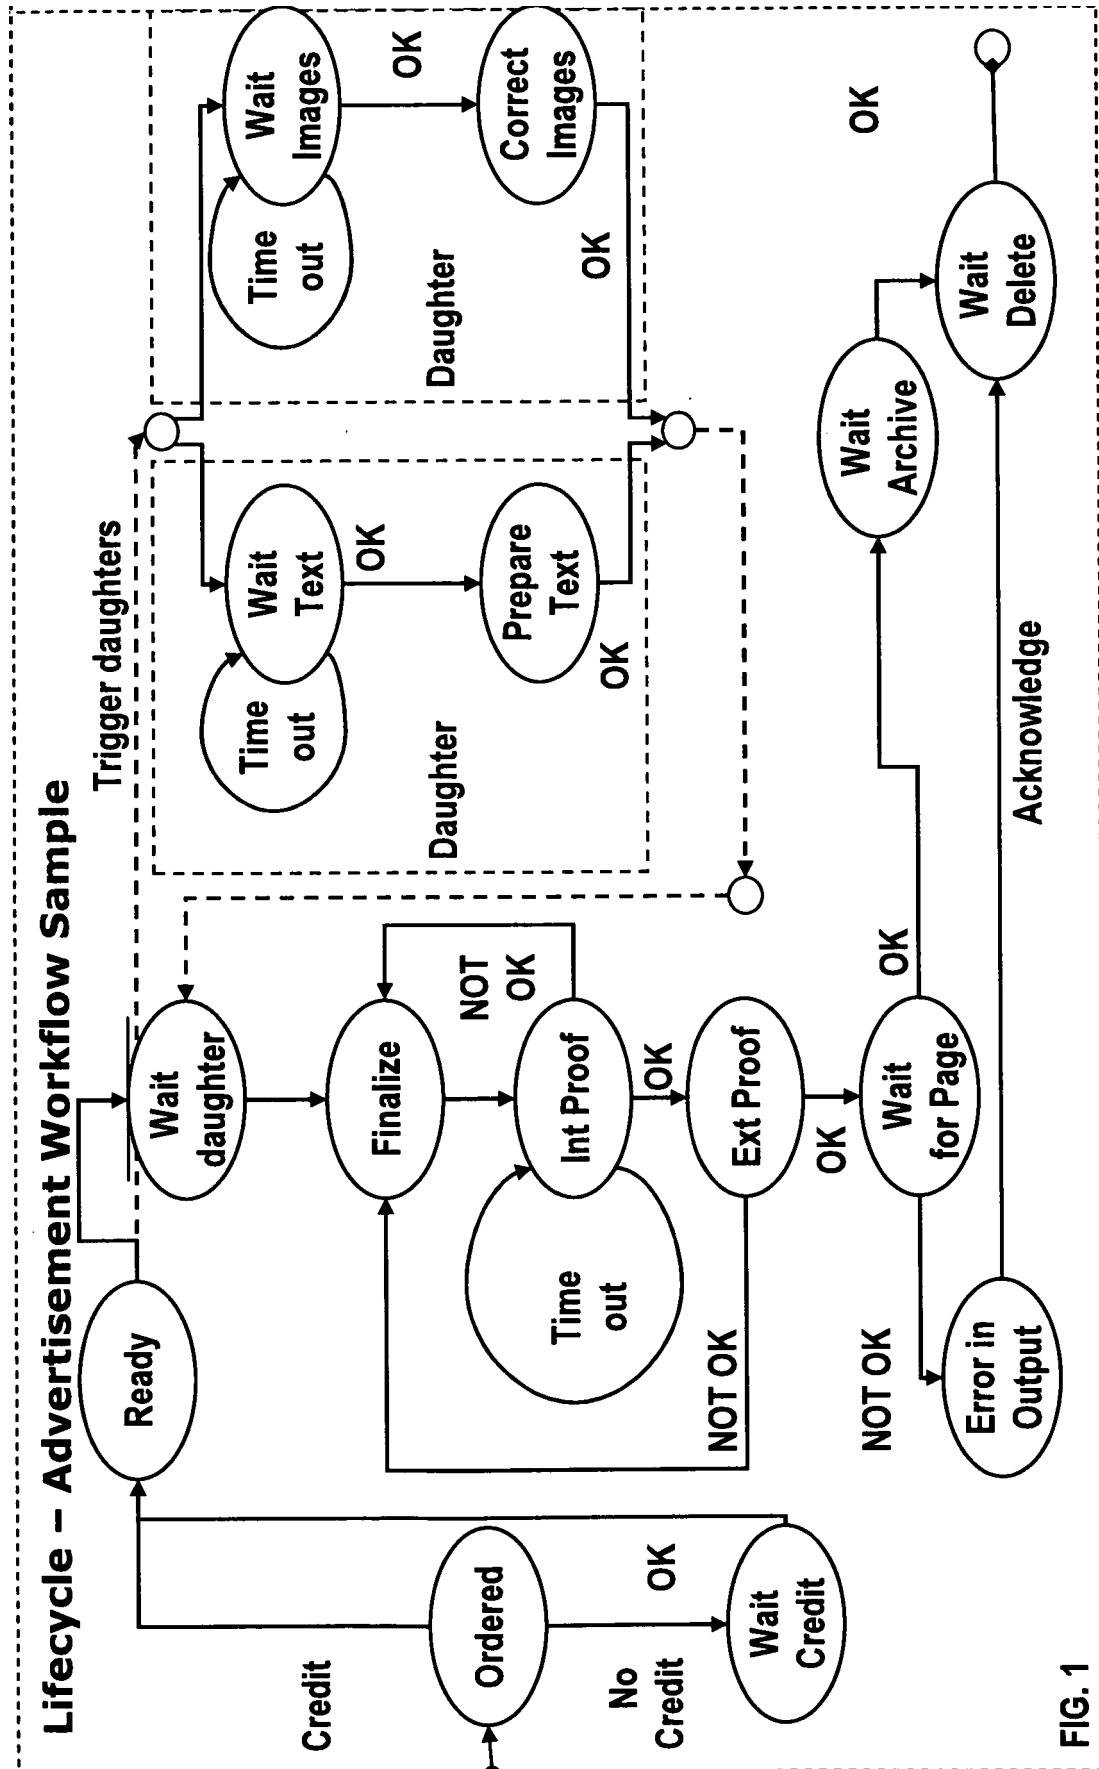 Lifecycle – Advertisement Workflow Sample
Trigger daughters
Credit
Ordered
No
Credit
OK
Wait
Credit
Ready
Wait
daughter
Finalize
NOT
OK
Int Proof
Time
out
OK
Ext Proof
NOT OK
OK
Wait
for Page
NOT OK
Error in
Output
OK
Acknowledge
Wait
Archive
Wait
Delete
OK
Wait
Text
Time
out
OK
Prepare
Text
OK
Daughter
Wait
Images
Time
out
OK
Correct
Images
OK
Daughter
FIG. 1